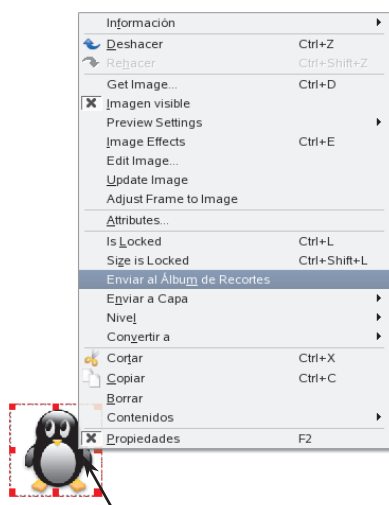 Información
Deshacer Ctrl+Z
Rehacer Ctrl+Shift+Z
Get Image... Ctrl+D
Imagen visible
Preview Settings
Image Effects Ctrl+E
Edit Image...
Update Image
Adjust Frame to Image
Attributes...
Is Locked Ctrl+L
Size is Locked Ctrl+Shift+L
Enviar al Álbum de Recortes
Enviar a Capa
Nivel
Convertir a
Cortar Ctrl+X
Copiar Ctrl+C
Borrar
Contenidos
Propiedades F2